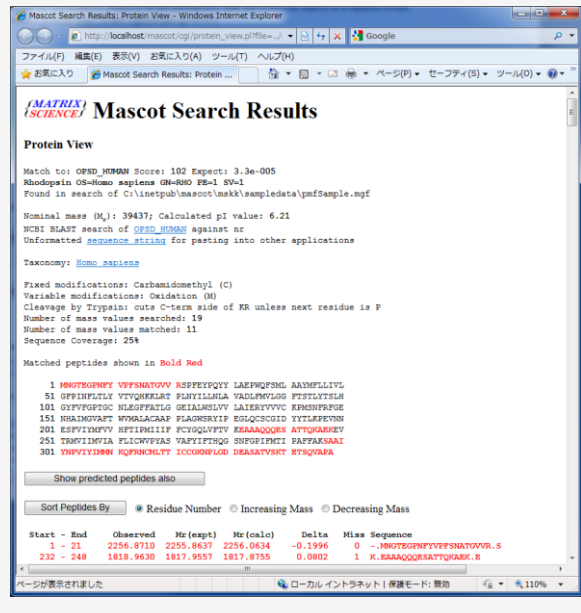 Mascot Search Results: Protein View - Windows Internet Explorer
http://localhost/mascot/cgi/protein_view.pl?file=../
Google
ファイル(F) 編集(E) 表示(V) お気に入り(A) ツール(T) ヘルプ(H)
お気に入り Mascot Search Results: Protein ... ページ(P) セーフティ(S) ツール(O)
{MATRIX SCIENCE} Mascot Search Results
Protein View
Match to: OPSD_HUMAN Score: 102 Expect: 3.3e-005
Rhodopsin OS=Homo sapiens GN=RHO PE=1 SV=1
Found in search of C:\inetpub\mascot\mskk\sampledata\pmfSample.mgf
Nominal mass (Mr): 39437; Calculated pI value: 6.21
NCBI BLAST search of OPSD_HUMAN against nr
Unformatted sequence string for pasting into other applications
Taxonomy: Homo sapiens
Fixed modifications: Carbamidomethyl (C)
Variable modifications: Oxidation (M)
Cleavage by Trypsin: cuts C-term side of KR unless next residue is P
Number of mass values searched: 19
Number of mass values matched: 11
Sequence Coverage: 25%
Matched peptides shown in Bold Red
1 MNGTEGPNFY VPFSNATGVV RSPFEYPQYY LAEPWQFSML AAYMFLLIVL
51 GFPINFLTLY VTVQHKKLRT PLNYILLNLA VADLFMVLGG FTSTLYTSLH
101 GYFVFGPTGC NLEGFFATLG GEIALWSLVV LAIERYVVVC KPMSNFRFGE
151 NHAIMGVAFT WVMALACAAP PLAGWSRYIP EGLQCSCGID YYTLKPEVNN
201 ESFVIYMFVV HFTIPMIIIF FCYGQLVFTV KEAAAQQQES ATTQKAEKEV
251 TRMVIIMVIA FLICWVPYAS VAFYIFTHQG SNFGPIFMTI PAFFAKSAAI
301 YNPVIYIMMN KQFRNCMLTT ICCGKNPLGD DEASATVSKT ETSQVAPA
Show predicted peptides also
Sort Peptides By Residue Number Increasing Mass Decreasing Mass
Start - End Observed Mr(expt) Mr(calc) Delta Miss Sequence
1 - 21 2256.8710 2255.8637 2256.0634 -0.1996 0 -.MNGTEGPNFYVPFSNATGVVR.S
232 - 248 1818.9630 1817.9557 1817.8755 0.0802 1 K.EAAAQQQESATTQKAEK.E
ページが表示されました ローカル イントラネット | 保護モード: 無効 110%